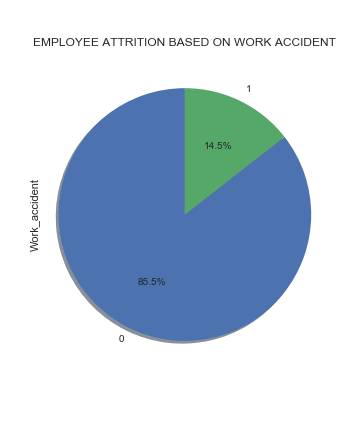 EMPLOYEE ATTRITION BASED ON WORK ACCIDENT
1
14.5%
Work_accident
85.5%
0